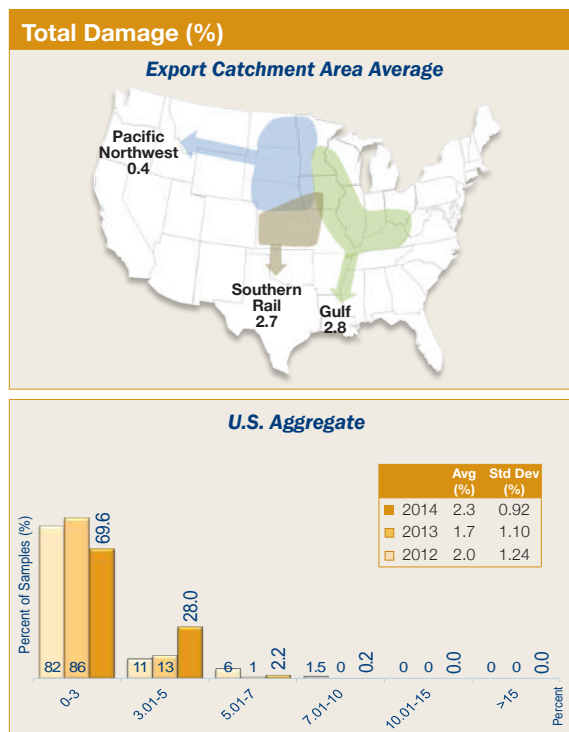 Total Damage (%)
Export Catchment Area Average
Pacific
Northwest
0.4
Southern
Rail
2.7
Gulf
2.8
U.S. Aggregate
Avg Std Dev
(%) (%)
2014 2.3 0.92
2013 1.7 1.10
2012 2.0 1.24
Percent of Samples (%)
82 86 69.6
11 13 28.0
6 1 2.2
1.5 0 0.2
0 0 0.0
0 0 0.0
0-3 3.01-5 5.01-7 7.01-10 10.01-15 >15
Percent